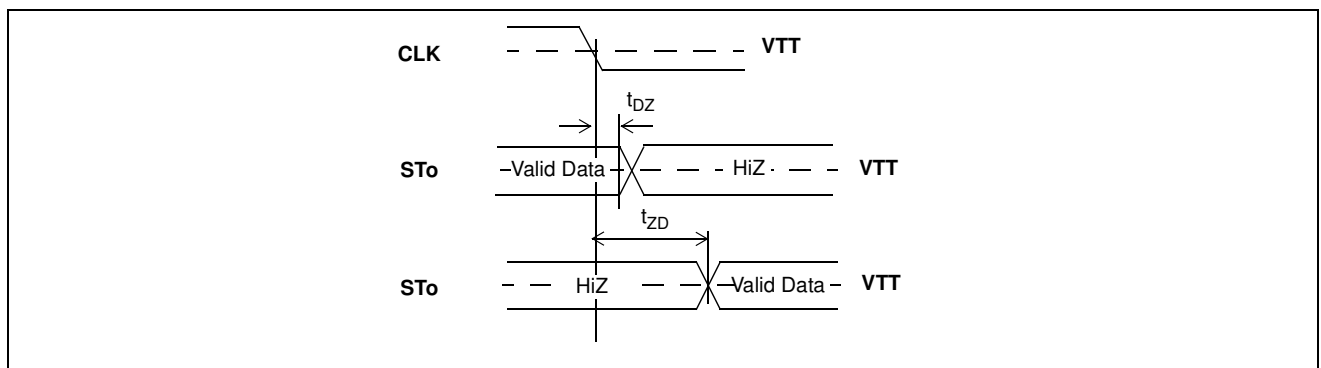 CLK VTT
tDZ
STo Valid Data HiZ VTT
tZD
STo HiZ Valid Data VTT